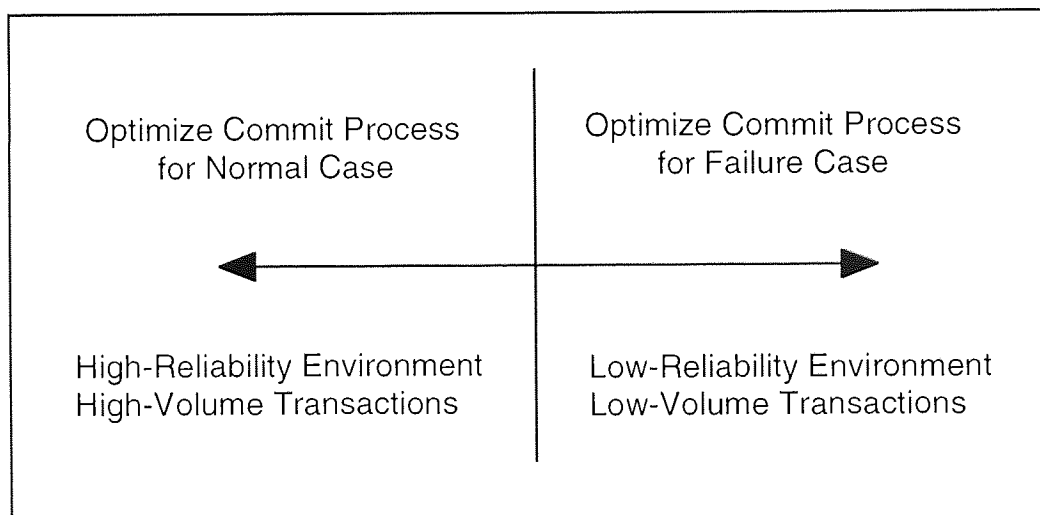 Optimize Commit Process
for Normal Case
Optimize Commit Process
for Failure Case
High-Reliability Environment
High-Volume Transactions
Low-Reliability Environment
Low-Volume Transactions